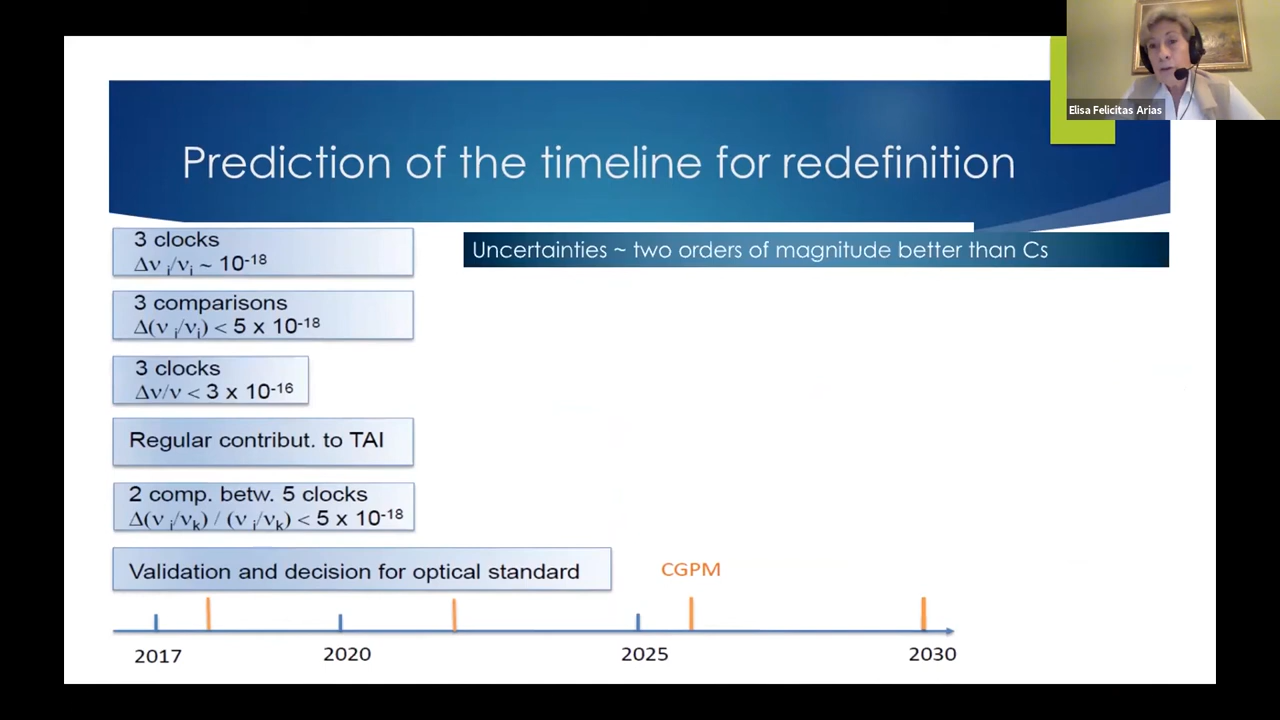 Elisa Felicitas Arias
Prediction of the timeline for redefinition
3 clocks
Δν i/νi ~ 10-18
Uncertainties ~ two orders of magnitude better than Cs
3 comparisons
Δ(ν i/νi) < 5 x 10-18
3 clocks
Δν/ν < 3 x 10-16
Regular contribut. to TAI
2 comp. betw. 5 clocks
Δ(ν i/νk) / (ν i/νk) < 5 x 10-18
Validation and decision for optical standard
CGPM
2017 2020 2025 2030